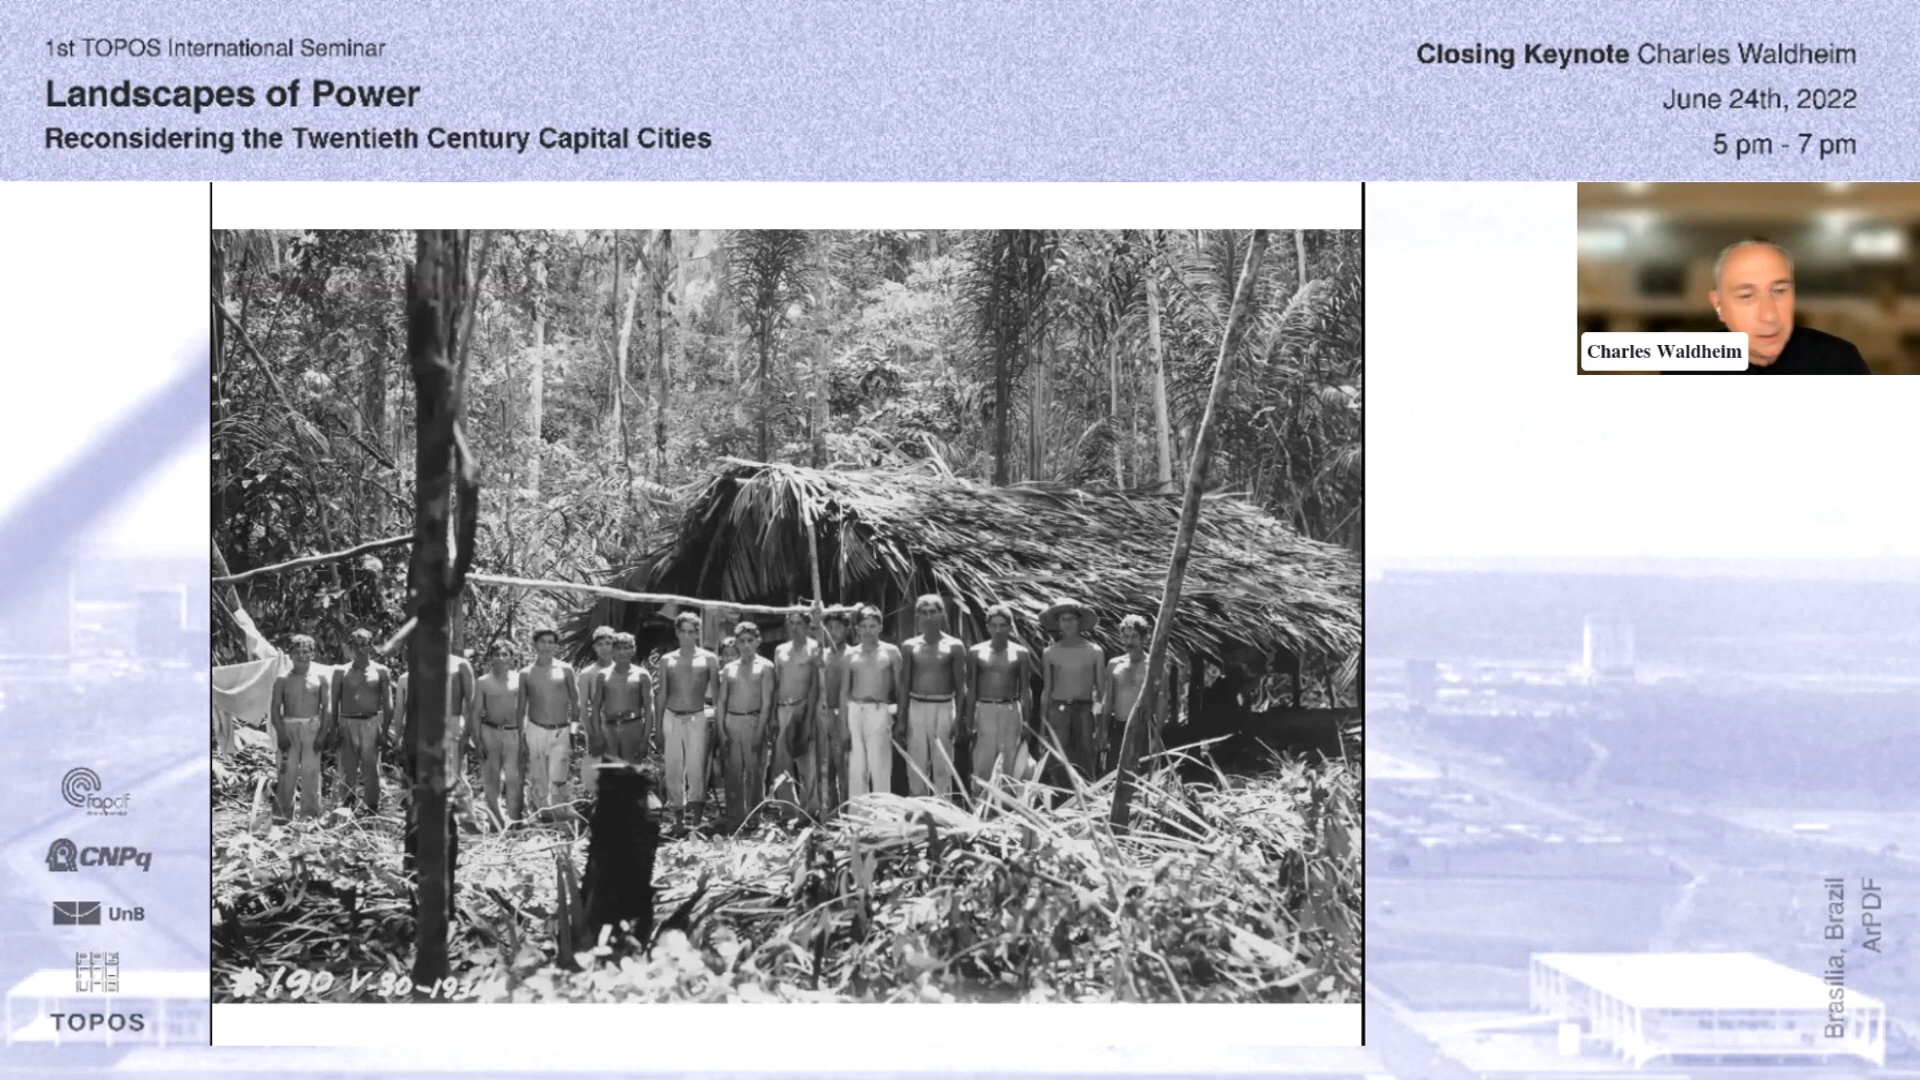 1st TOPOS International Seminar
Landscapes of Power
Reconsidering the Twentieth Century Capital Cities
Closing Keynote Charles Waldheim
June 24th, 2022
5 pm - 7 pm
Charles Waldheim
fapdf
CNPq
UnB
TOPOS
#190 V-30-193
Brasília, Brazil
ArPDF